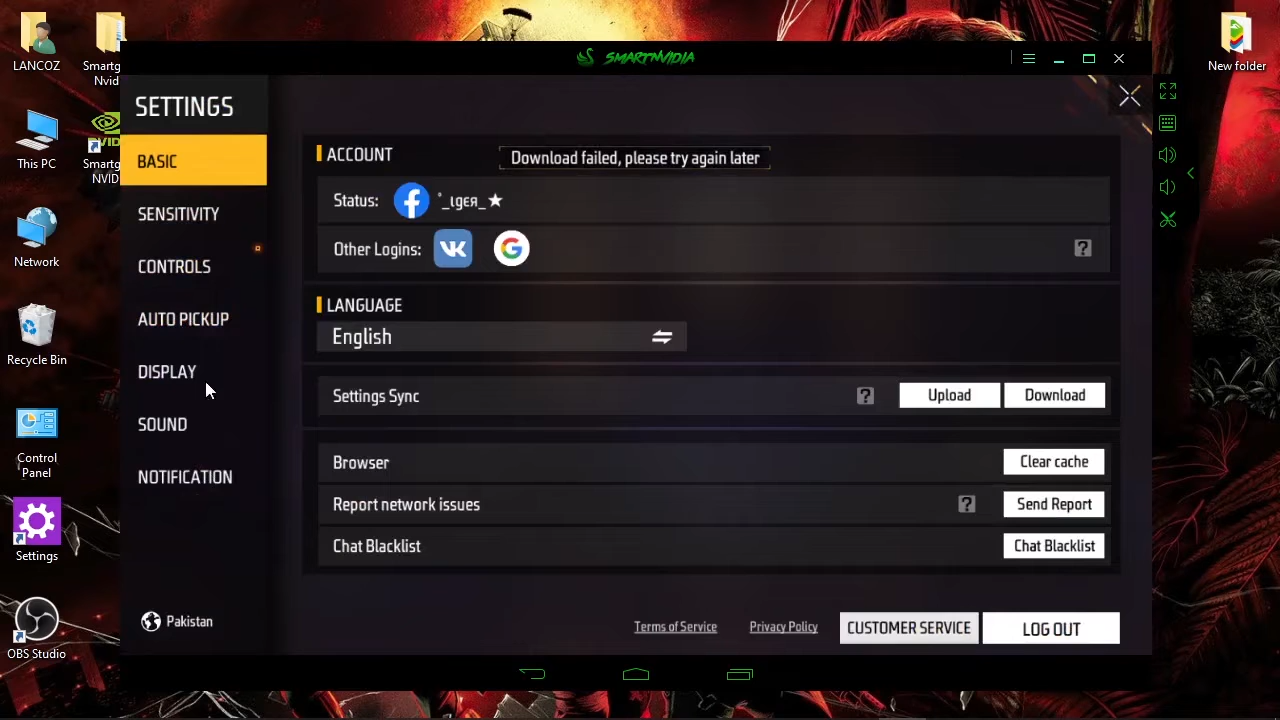 LANCOZ
Smartg
Nvid
This PC
NVID
Smartg
NVID
Network
Recycle Bin
Control
Panel
Settings
OBS Studio
New folder
SMARTNVIDIA
SETTINGS
BASIC
SENSITIVITY
CONTROLS
AUTO PICKUP
DISPLAY
SOUND
NOTIFICATION
Pakistan
ACCOUNT
Download failed, please try again later
Status: °_ιgєя_★
Other Logins: ?
LANGUAGE
English
Settings Sync ? Upload Download
Browser Clear cache
Report network issues ? Send Report
Chat Blacklist Chat Blacklist
Terms of Service Privacy Policy CUSTOMER SERVICE LOG OUT